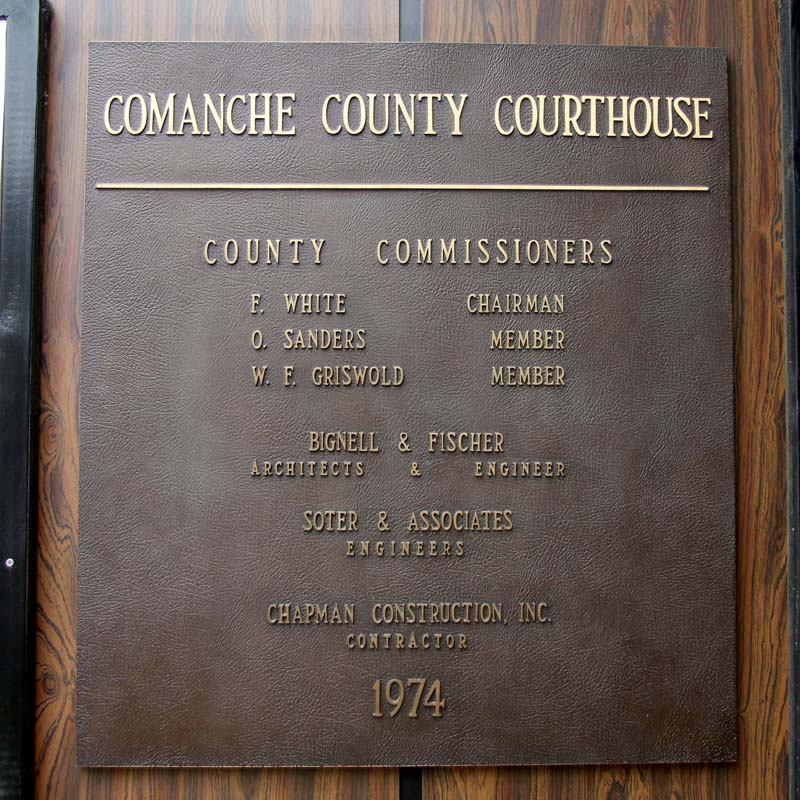 COMANCHE COUNTY COURTHOUSE
COUNTY COMMISSIONERS
F. WHITE CHAIRMAN
O. SANDERS MEMBER
W. F. GRISWOLD MEMBER
BIGNELL & FISCHER
ARCHITECTS & ENGINEER
SOTER & ASSOCIATES
ENGINEERS
CHAPMAN CONSTRUCTION, INC.
CONTRACTOR
1974